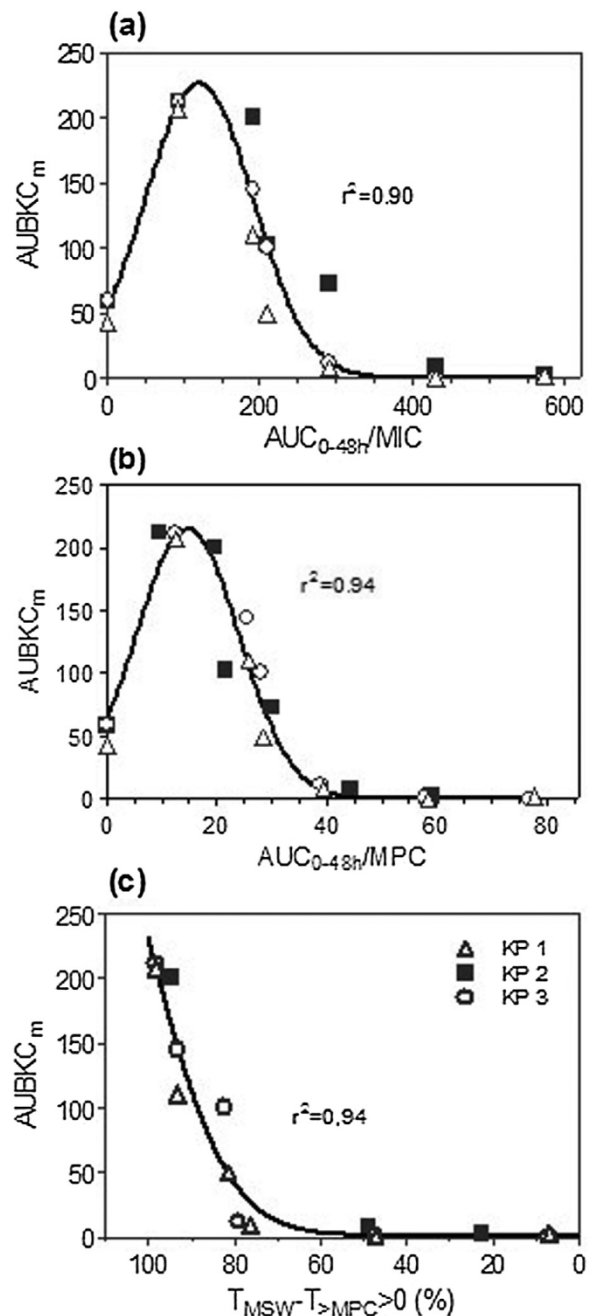 (a)
250
200
150
100
50
0
AUBKCm
r²=0.90
0 200 400 600
AUC0-48h/MIC
(b)
250
200
150
100
50
0
AUBKCm
r²=0.94
0 20 40 60 80
AUC0-48h/MPC
(c)
250
200
150
100
50
0
AUBKCm
KP 1
KP 2
KP 3
r²=0,94
100 80 60 40 20 0
TMSW-T>MPC>0 (%)